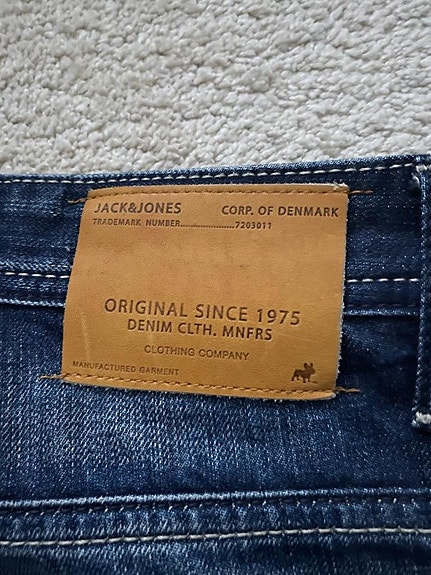 JACK&JONES CORP. OF DENMARK
TRADEMARK NUMBER.......................7203011
ORIGINAL SINCE 1975
DENIM CLTH. MNFRS
CLOTHING COMPANY
MANUFACTURED GARMENT